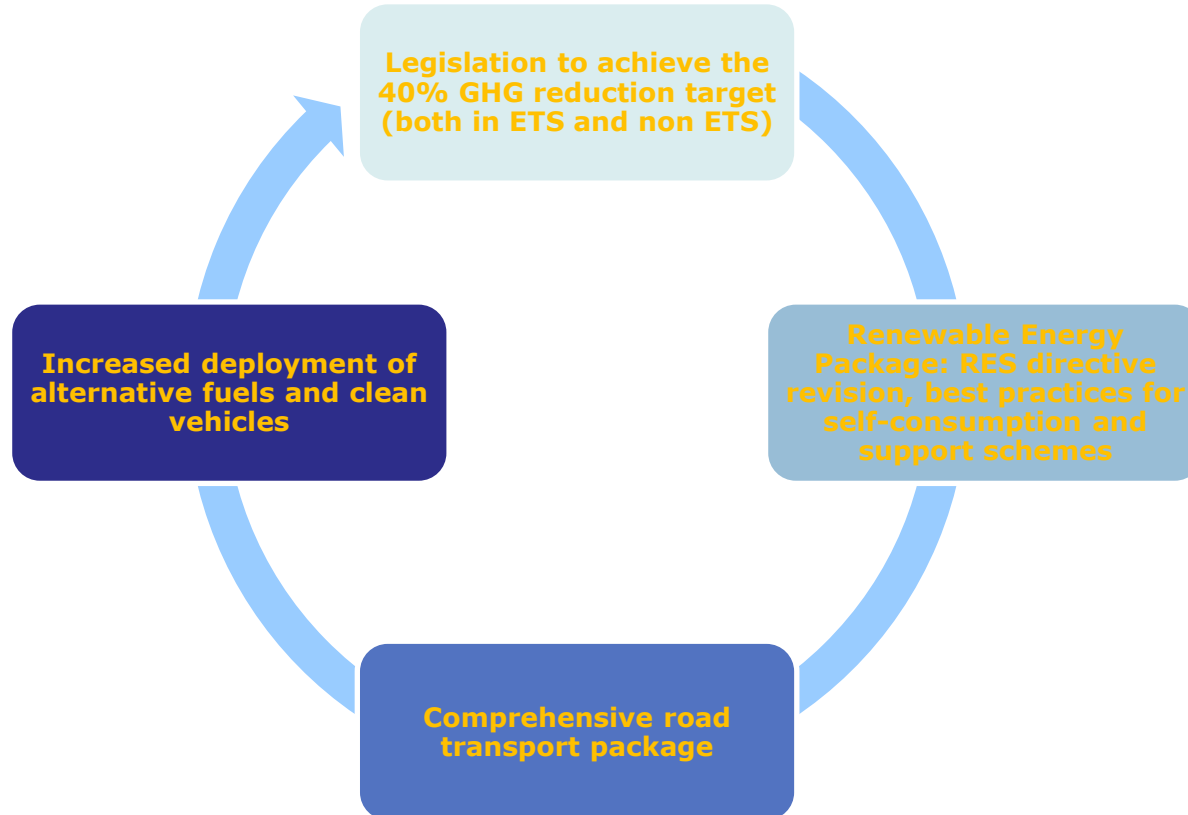 Legislation to achieve the
40% GHG reduction target
(both in ETS and non ETS)
Renewable Energy
Package: RES directive
revision, best practices for
self-consumption and
support schemes
Comprehensive road
transport package
Increased deployment of
alternative fuels and clean
vehicles